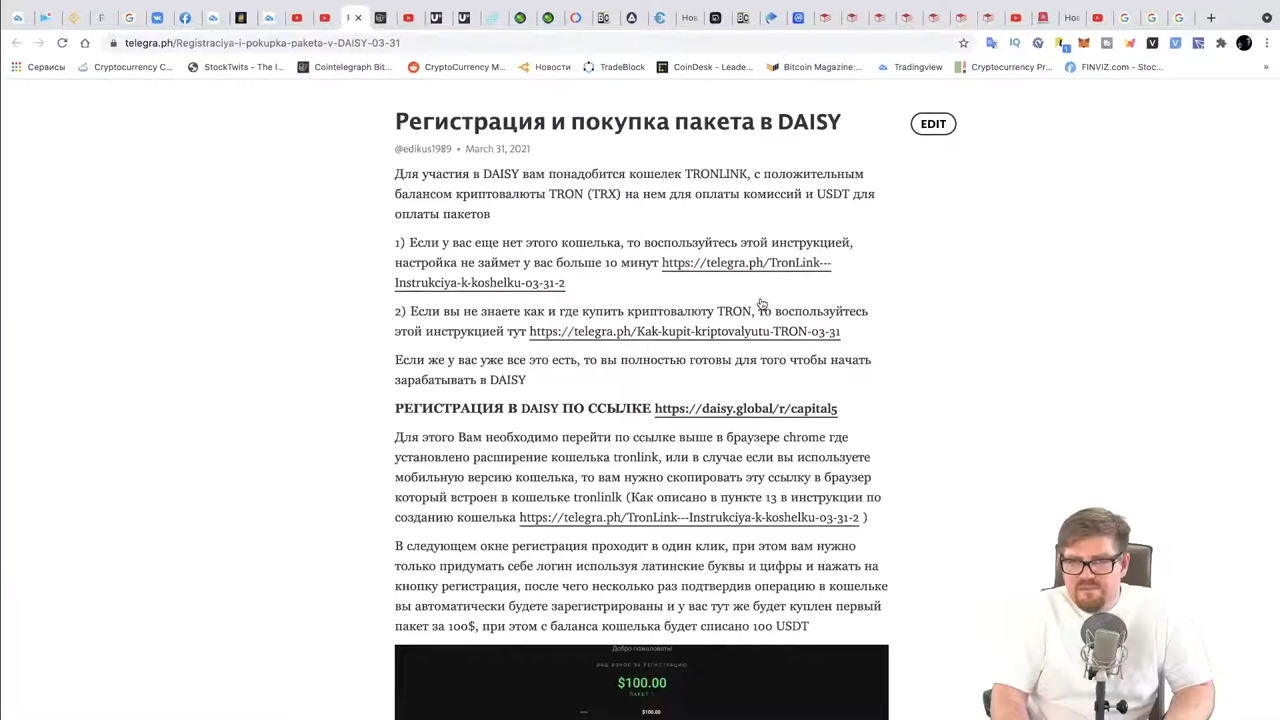 telegra.ph/Registraciya-i-pokupka-paketa-v-DAISY-03-31
Сервисы
Cryptocurrency C...
StockTwits - The I...
Cointelegraph Bit...
CryptoCurrency M...
Новости
TradeBlock
CoinDesk - Leade...
Bitcoin Magazine:...
Tradingview
Cryptocurrency Pr...
FINVIZ.com - Stoc...
Регистрация и покупка пакета в DAISY
EDIT
@edikus1989 • March 31, 2021
Для участия в DAISY вам понадобится кошелек TRONLINK, с положительным
балансом криптовалюты TRON (TRX) на нем для оплаты комиссий и USDT для
оплаты пакетов
1) Если у вас еще нет этого кошелька, то воспользуйтесь этой инструкцией,
настройка не займет у вас больше 10 минут https://telegra.ph/TronLink---
Instrukciya-k-koshelku-03-31-2
2) Если вы не знаете как и где купить криптовалюту TRON, то воспользуйтесь
этой инструкцией тут https://telegra.ph/Kak-kupit-kriptovalyutu-TRON-03-31
Если же у вас уже все это есть, то вы полностью готовы для того чтобы начать
зарабатывать в DAISY
РЕГИСТРАЦИЯ В DAISY ПО ССЫЛКЕ https://daisy.global/r/capital5
Для этого Вам необходимо перейти по ссылке выше в браузере chrome где
установлено расширение кошелька tronlink, или в случае если вы используете
мобильную версию кошелька, то вам нужно скопировать эту ссылку в браузер
который встроен в кошельке tronlinlk (Как описано в пункте 13 в инструкции по
созданию кошелька https://telegra.ph/TronLink---Instrukciya-k-koshelku-03-31-2 )
В следующем окне регистрация проходит в один клик, при этом вам нужно
только придумать себе логин используя латинские буквы и цифры и нажать на
кнопку регистрация, после чего несколько раз подтвердив операцию в кошельке
вы автоматически будете зарегистрированы и у вас тут же будет куплен первый
пакет за 100$, при этом с баланса кошелька будет списано 100 USDT
Добро пожаловать!
ВАШ ВЗНОС ЗА РЕГИСТРАЦИЮ
$100.00
ПАКЕТ 1
$100.00